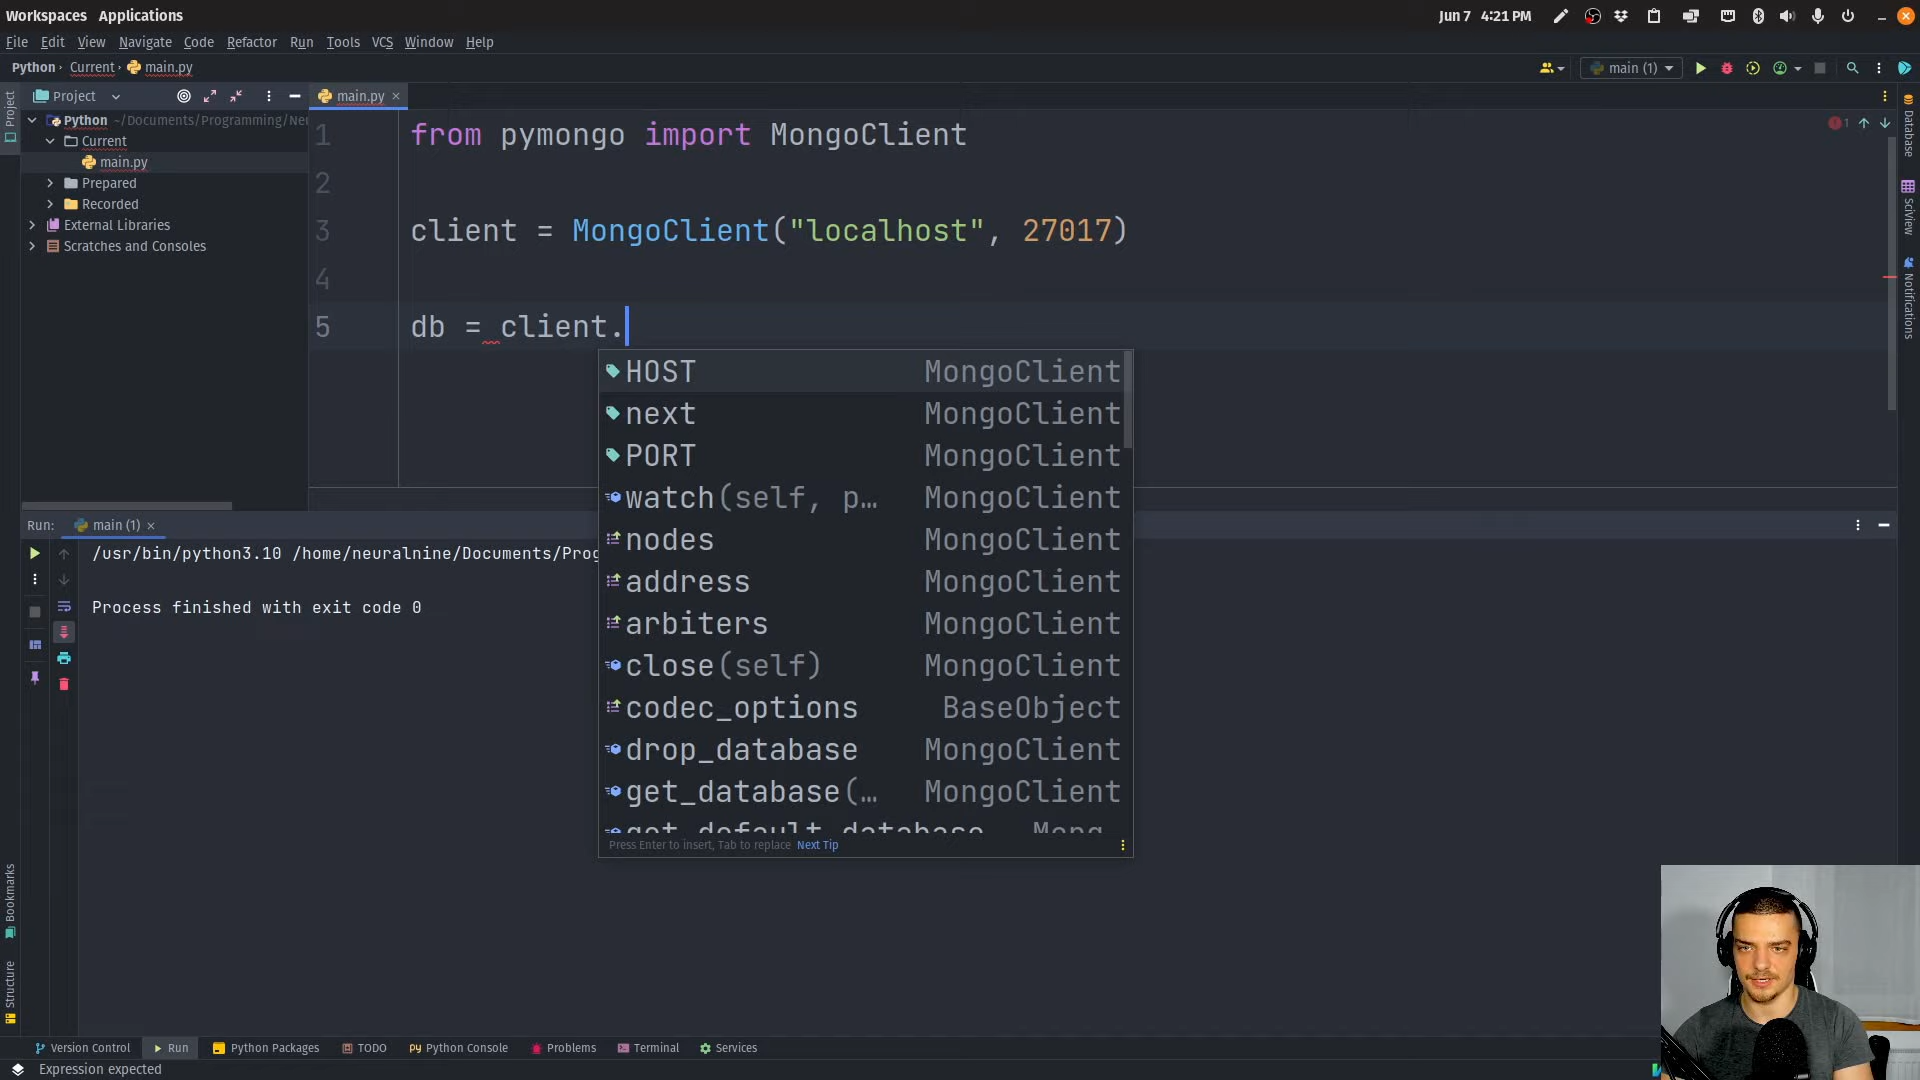 Workspaces Applications
Jun 7 4:21 PM
File Edit View Navigate Code Refactor Run Tools VCS Window Help
Python Current main.py
main (1)
Project
Project
main.py
Python ~/Documents/Programming/Neu
Current
main.py
Prepared
Recorded
External Libraries
Scratches and Consoles
1 from pymongo import MongoClient
2
3 client = MongoClient("localhost", 27017)
4
5 db = client.
1
HOST MongoClient
next MongoClient
PORT MongoClient
watch(self, p… MongoClient
nodes MongoClient
address MongoClient
arbiters MongoClient
close(self) MongoClient
codec_options BaseObject
drop_database MongoClient
get_database(… MongoClient
get_default_database Mong
Press Enter to insert, Tab to replace Next Tip
Database
SciView
Notifications
Run: main (1)
/usr/bin/python3.10 /home/neuralnine/Documents/Prog
Process finished with exit code 0
Bookmarks
Structure
Version Control Run Python Packages TODO Python Console Problems Terminal Services
Expression expected